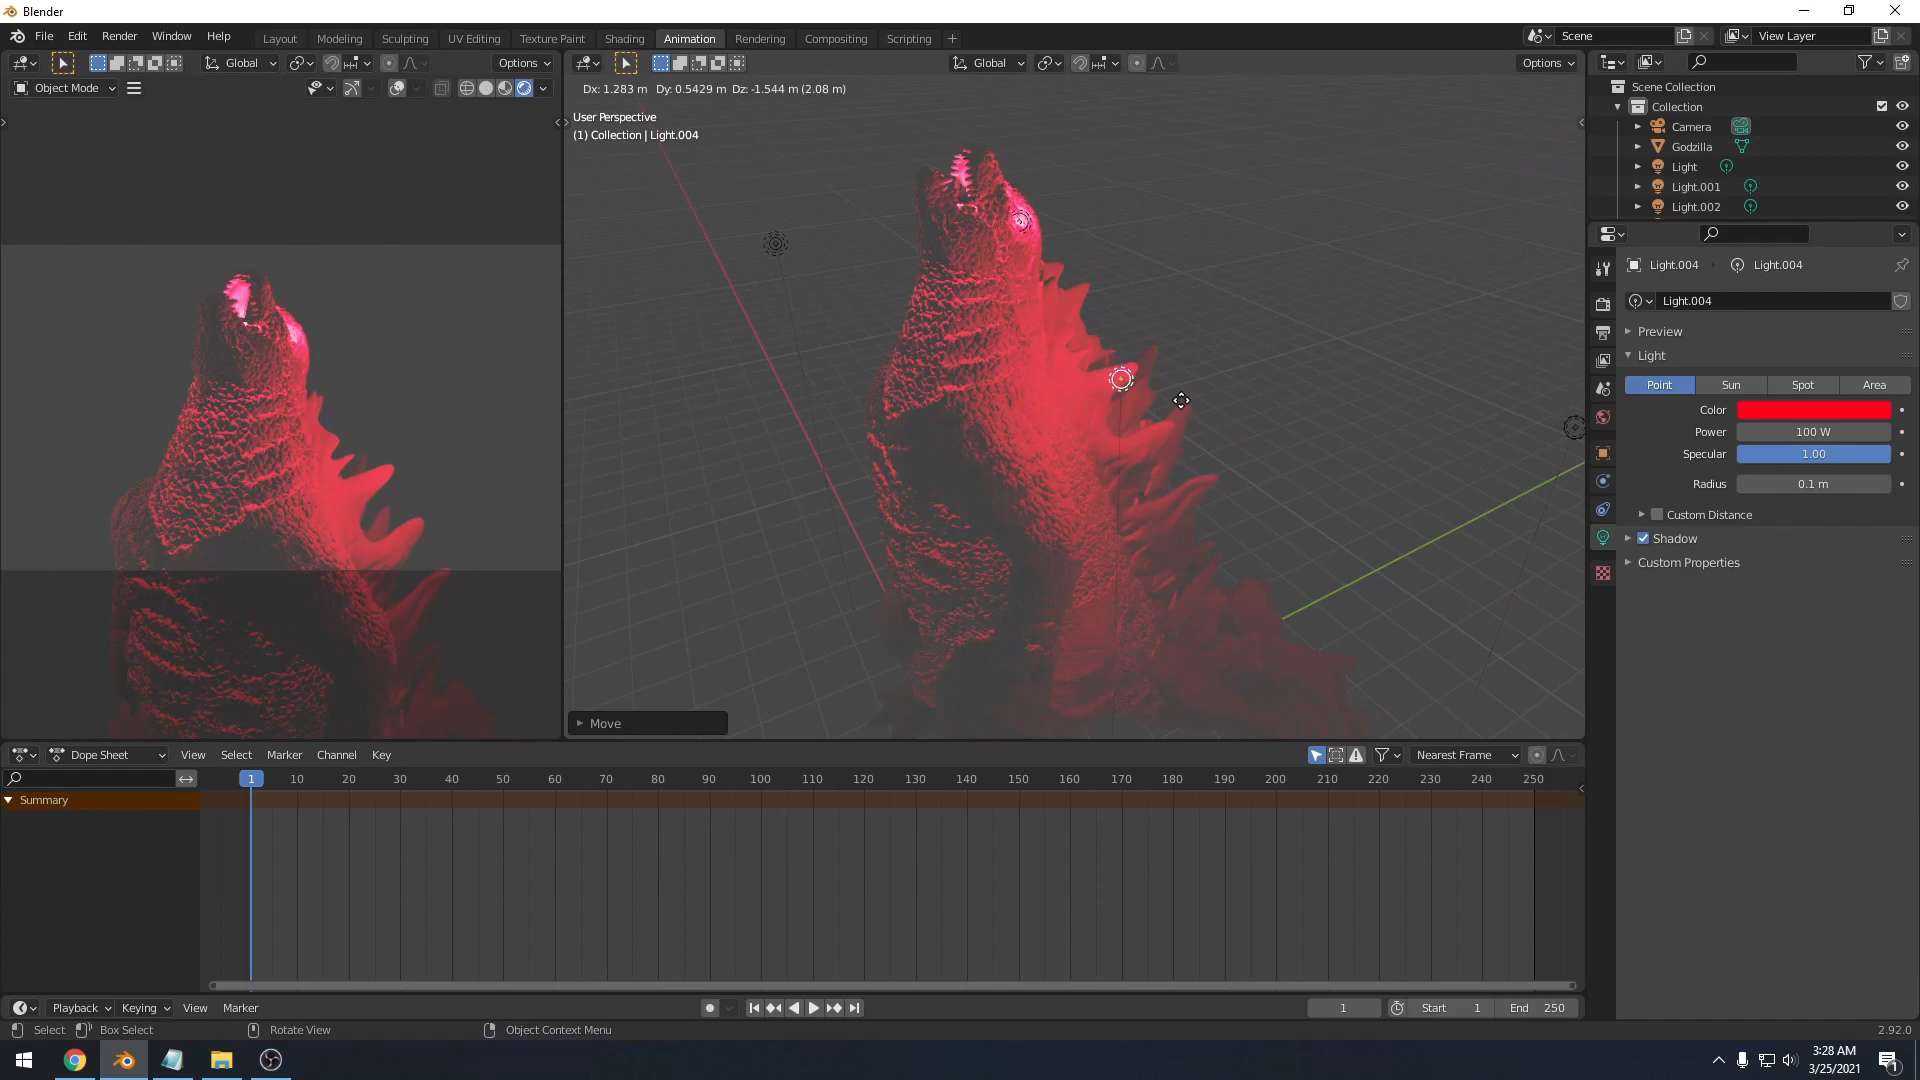 Blender
File Edit Render Window Help
Layout Modeling Sculpting UV Editing Texture Paint Shading Animation Rendering Compositing Scripting
Scene
View Layer
Global
Options
Global
Options
Object Mode
Dx: 1.283 m Dy: 0.5429 m Dz: -1.544 m (2.08 m)
User Perspective
(1) Collection | Light.004
Scene Collection
Collection
Camera
Godzilla
Light
Light.001
Light.002
Light.004
Light.004
Light.004
Preview
Light
Point Sun Spot Area
Color
Power 100 W
Specular 1.00
Radius 0.1 m
Custom Distance
Shadow
Custom Properties
Move
Dope Sheet View Select Marker Channel Key
Nearest Frame
1 10 20 30 40 50 60 70 80 90 100 110 120 130 140 150 160 170 180 190 200 210 220 230 240 250
Summary
Playback Keying View Marker
1
Start 1
End 250
Select Box Select Rotate View Object Context Menu
2.92.0
3:28 AM
3/25/2021
1